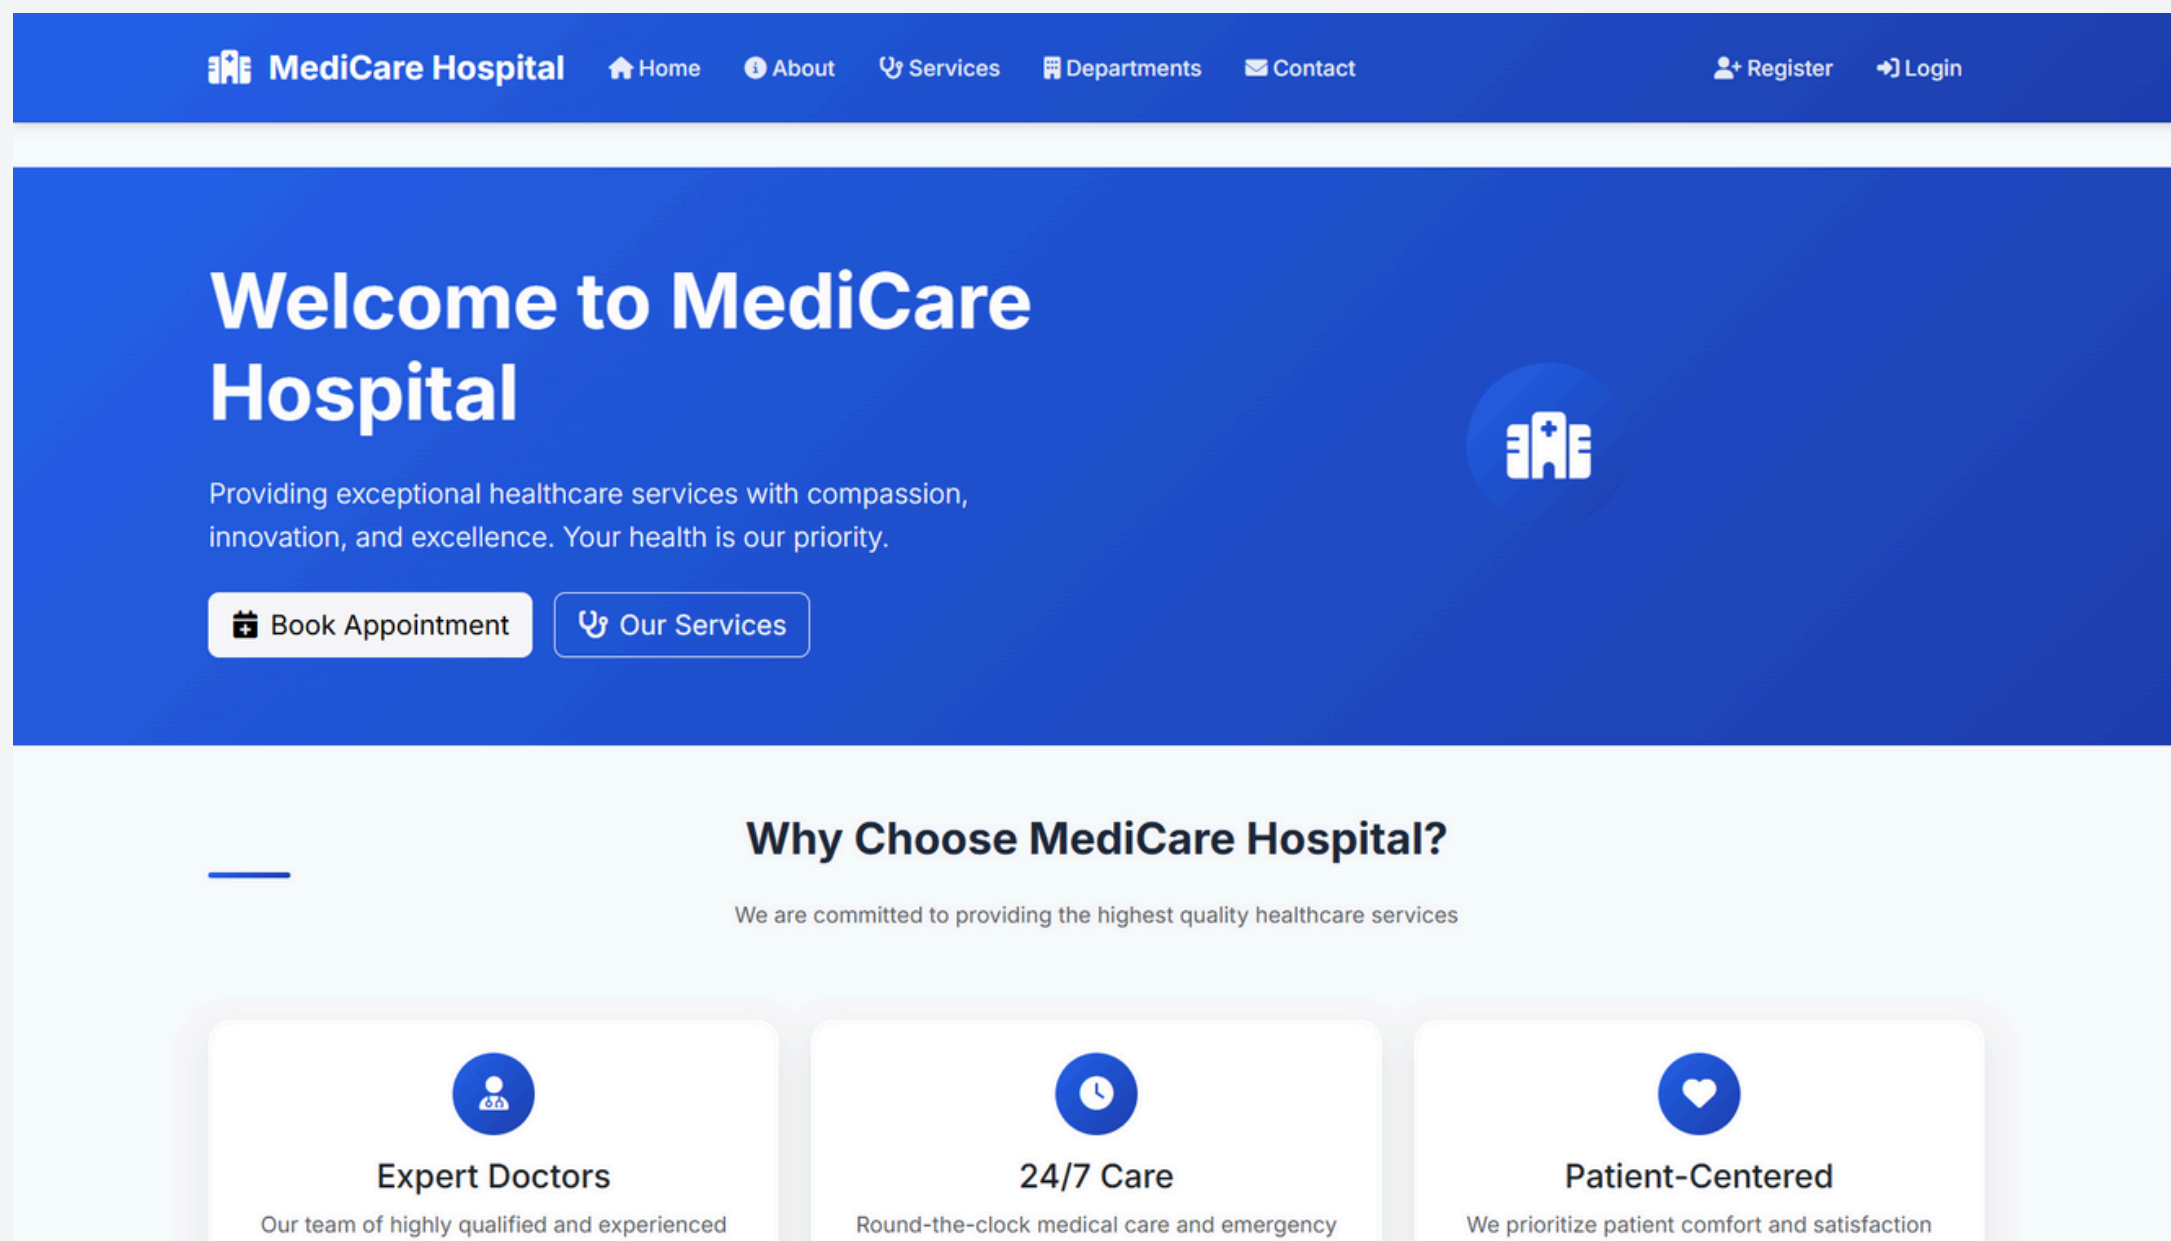 MediCare Hospital
Home
About
Services
Departments
Contact
Register
Login
Welcome to MediCare
Hospital
Providing exceptional healthcare services with compassion,
innovation, and excellence. Your health is our priority.
Book Appointment
Our Services
Why Choose MediCare Hospital?
We are committed to providing the highest quality healthcare services
Expert Doctors
Our team of highly qualified and experienced
24/7 Care
Round-the-clock medical care and emergency
Patient-Centered
We prioritize patient comfort and satisfaction